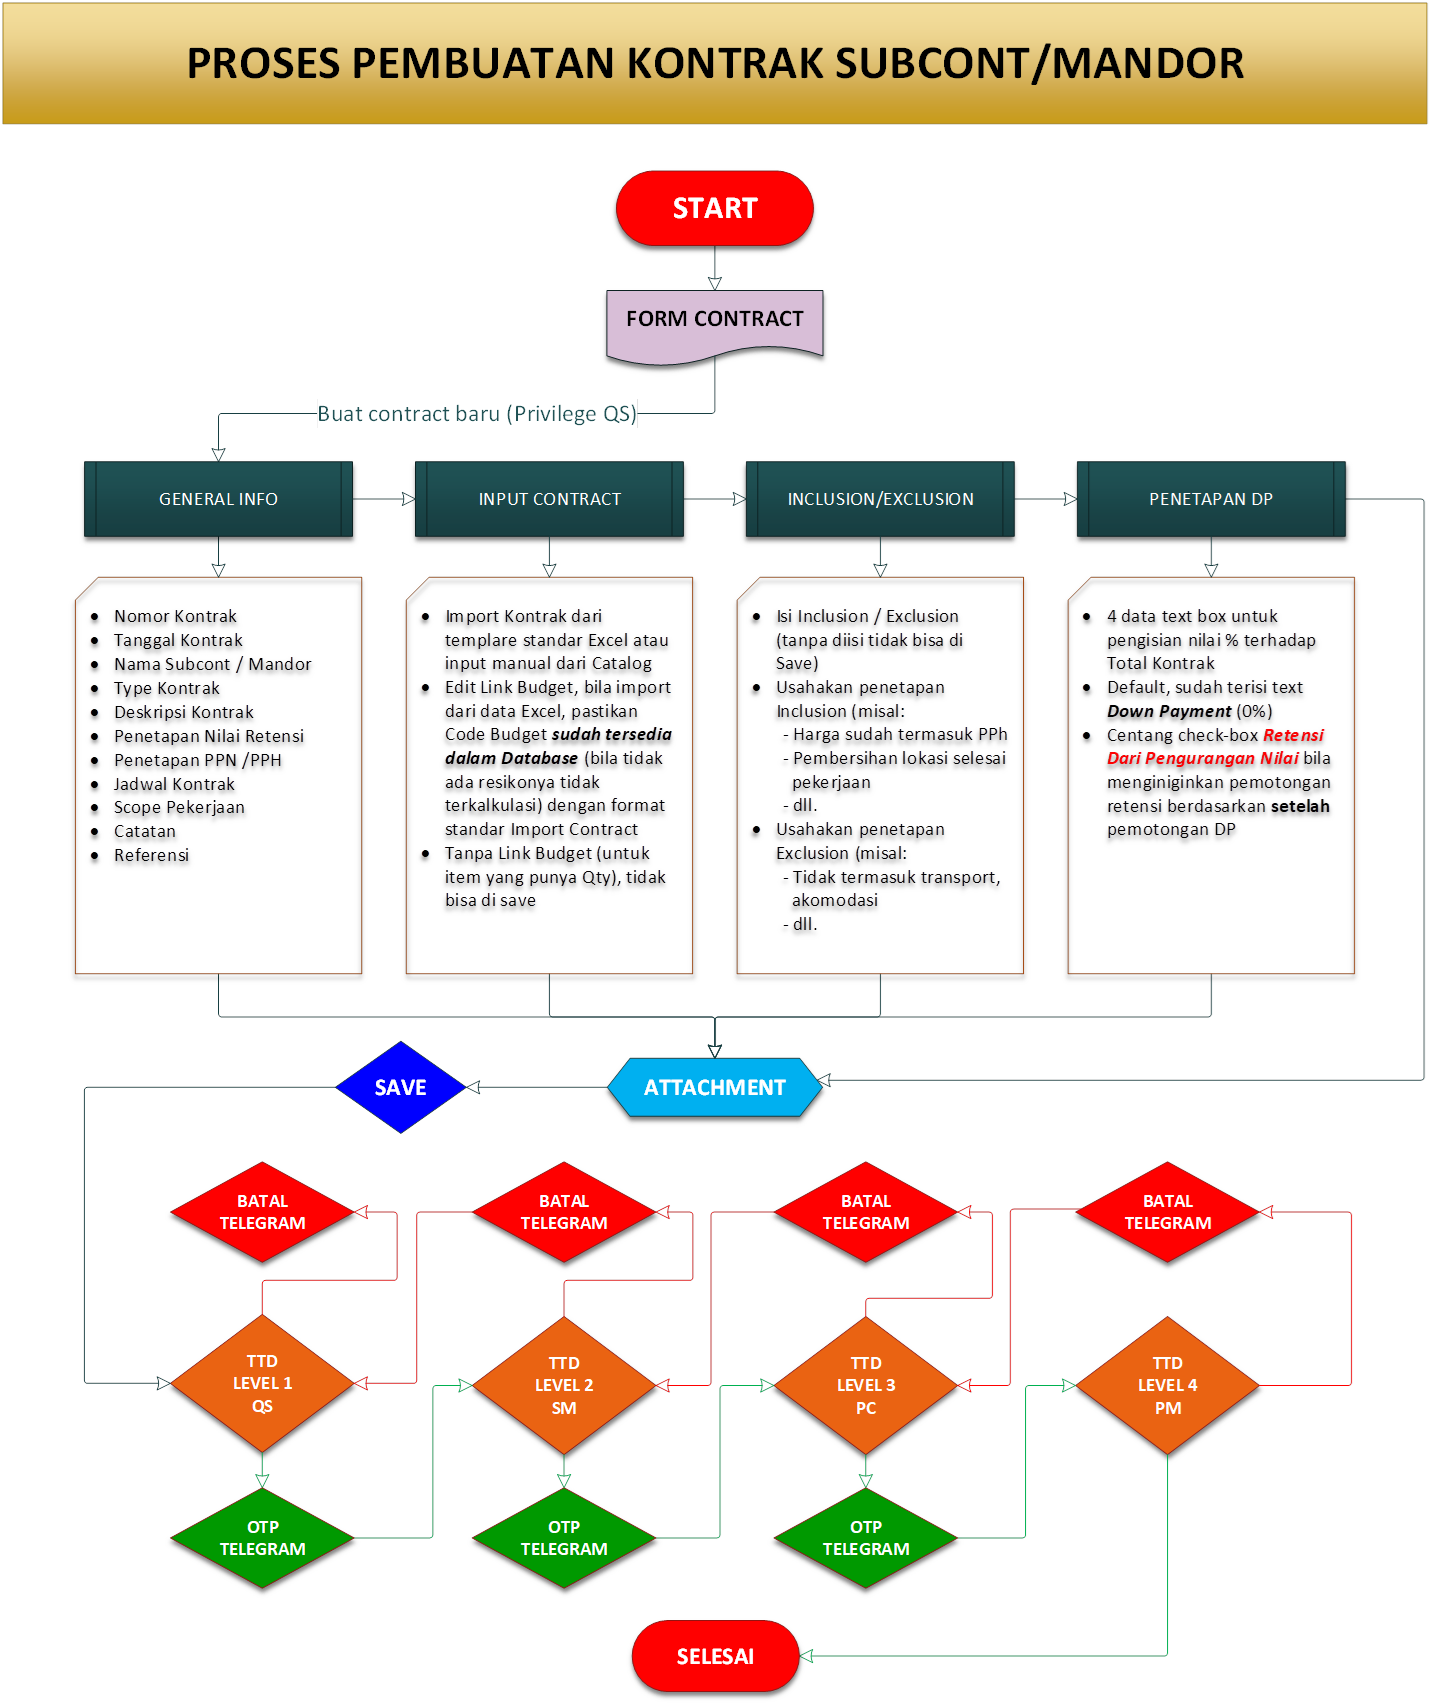 PROSES PEMBUATAN KONTRAK SUBCONT/MANDOR
START
FORM CONTRACT
Buat contract baru (Privilege QS)
GENERAL INFO
INPUT CONTRACT
INCLUSION/EXCLUSION
PENETAPAN DP
• Nomor Kontrak
• Tanggal Kontrak
• Nama Subcont / Mandor
• Type Kontrak
• Deskripsi Kontrak
• Penetapan Nilai Retensi
• Penetapan PPN /PPH
• Jadwal Kontrak
• Scope Pekerjaan
• Catatan
• Referensi
• Import Kontrak dari
templare standar Excel atau
input manual dari Catalog
• Edit Link Budget, bila import
dari data Excel, pastikan
Code Budget sudah tersedia
dalam Database (bila tidak
ada resikonya tidak
terkalkulasi) dengan format
standar Import Contract
• Tanpa Link Budget (untuk
item yang punya Qty), tidak
bisa di save
• Isi Inclusion / Exclusion
(tanpa diisi tidak bisa di
Save)
• Usahakan penetapan
Inclusion (misal:
- Harga sudah termasuk PPh
- Pembersihan lokasi selesai
pekerjaan
- dll.
• Usahakan penetapan
Exclusion (misal:
- Tidak termasuk transport,
akomodasi
- dll.
• 4 data text box untuk
pengisian nilai % terhadap
Total Kontrak
• Default, sudah terisi text
Down Payment (0%)
• Centang check-box Retensi
Dari Pengurangan Nilai bila
menginiginkan pemotongan
retensi berdasarkan setelah
pemotongan DP
SAVE
ATTACHMENT
BATAL
TELEGRAM
BATAL
TELEGRAM
BATAL
TELEGRAM
BATAL
TELEGRAM
TTD
LEVEL 1
QS
TTD
LEVEL 2
SM
TTD
LEVEL 3
PC
TTD
LEVEL 4
PM
OTP
TELEGRAM
OTP
TELEGRAM
OTP
TELEGRAM
SELESAI